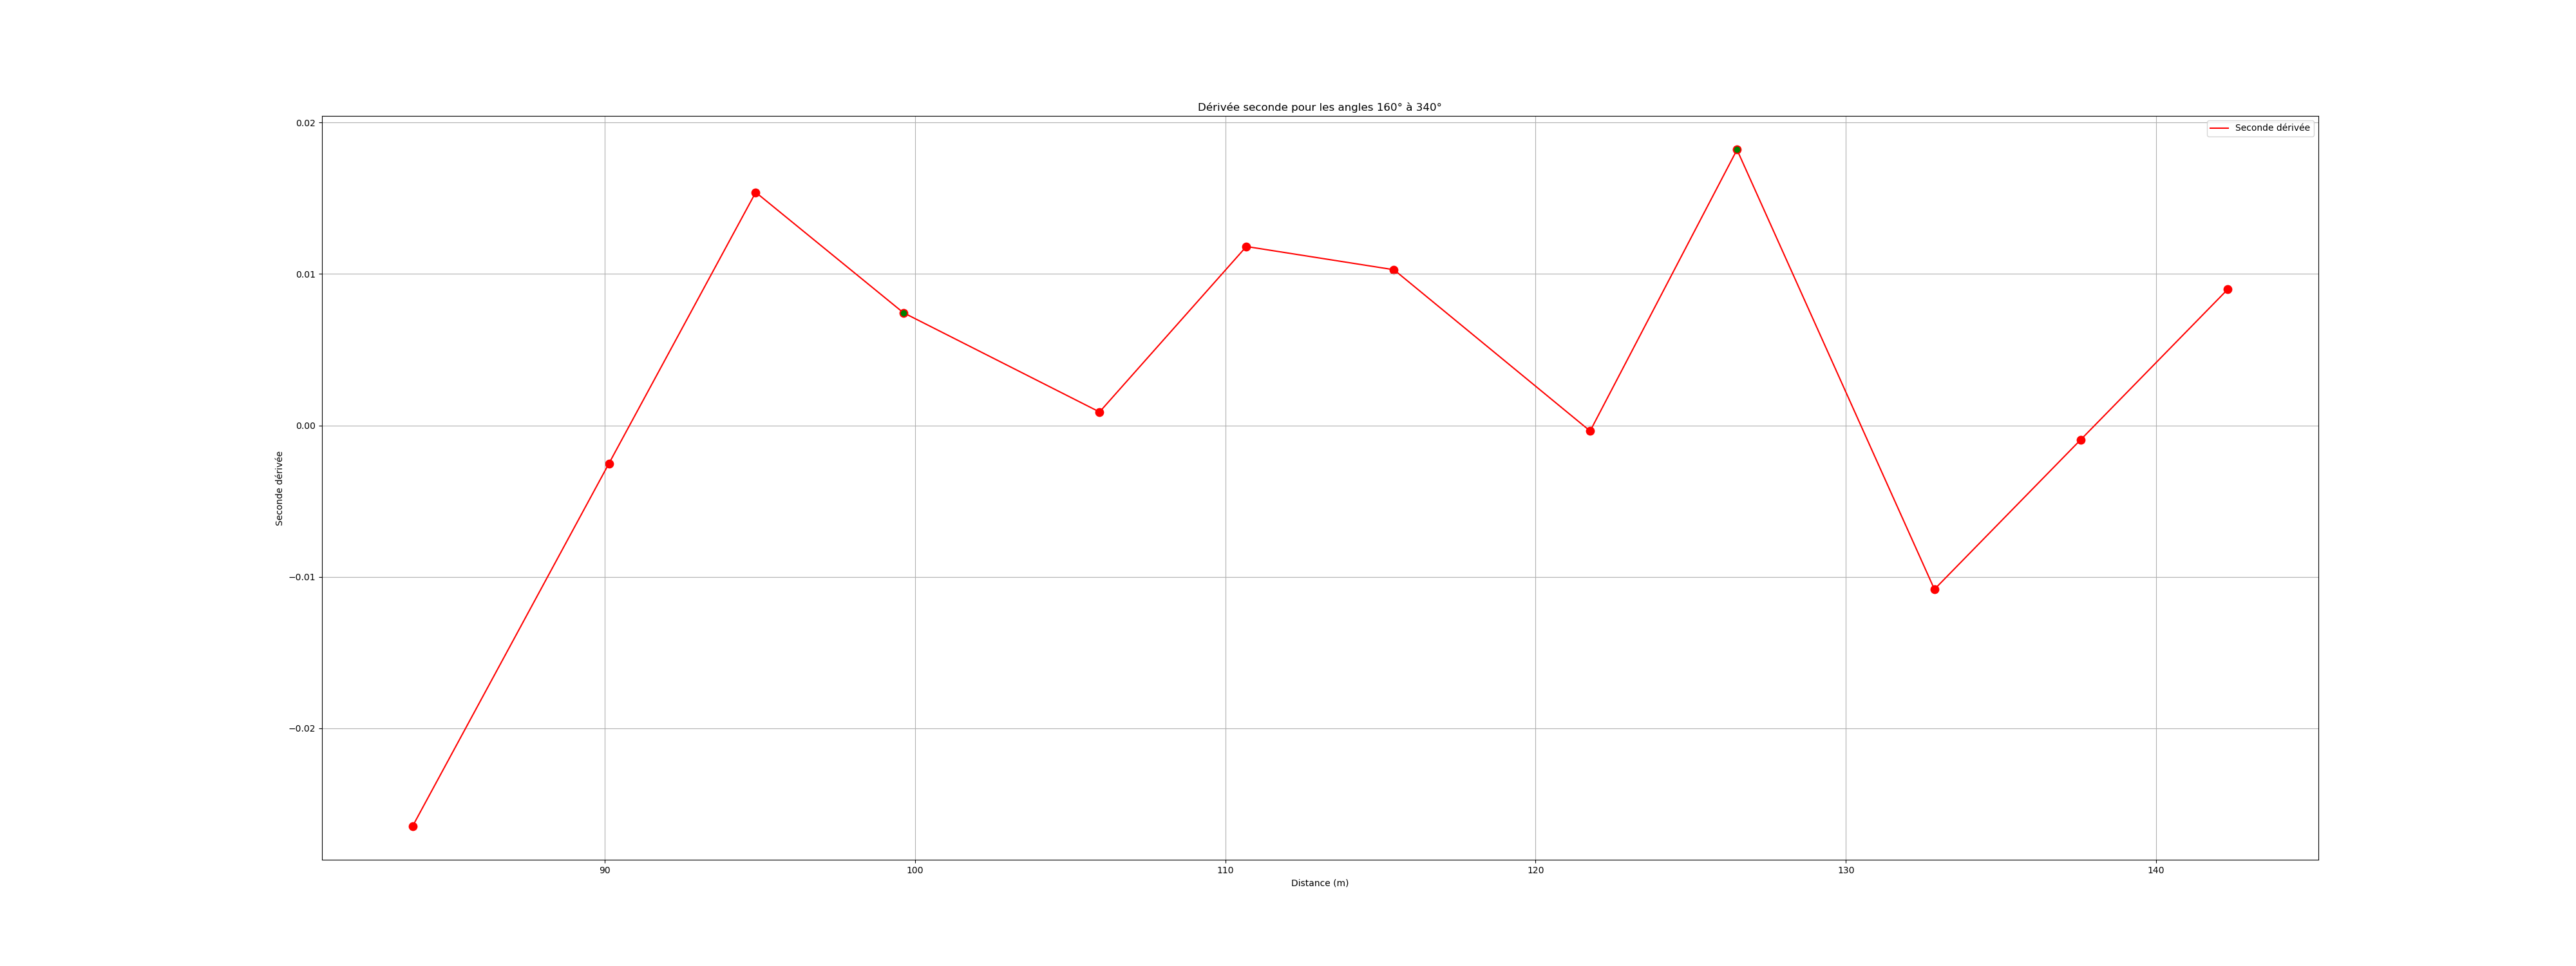 Dérivée seconde pour les angles 160° à 340°
Seconde dérivée
0.02
0.01
0.00
−0.01
−0.02
Seconde dérivée
90
100
110
120
130
140
Distance (m)